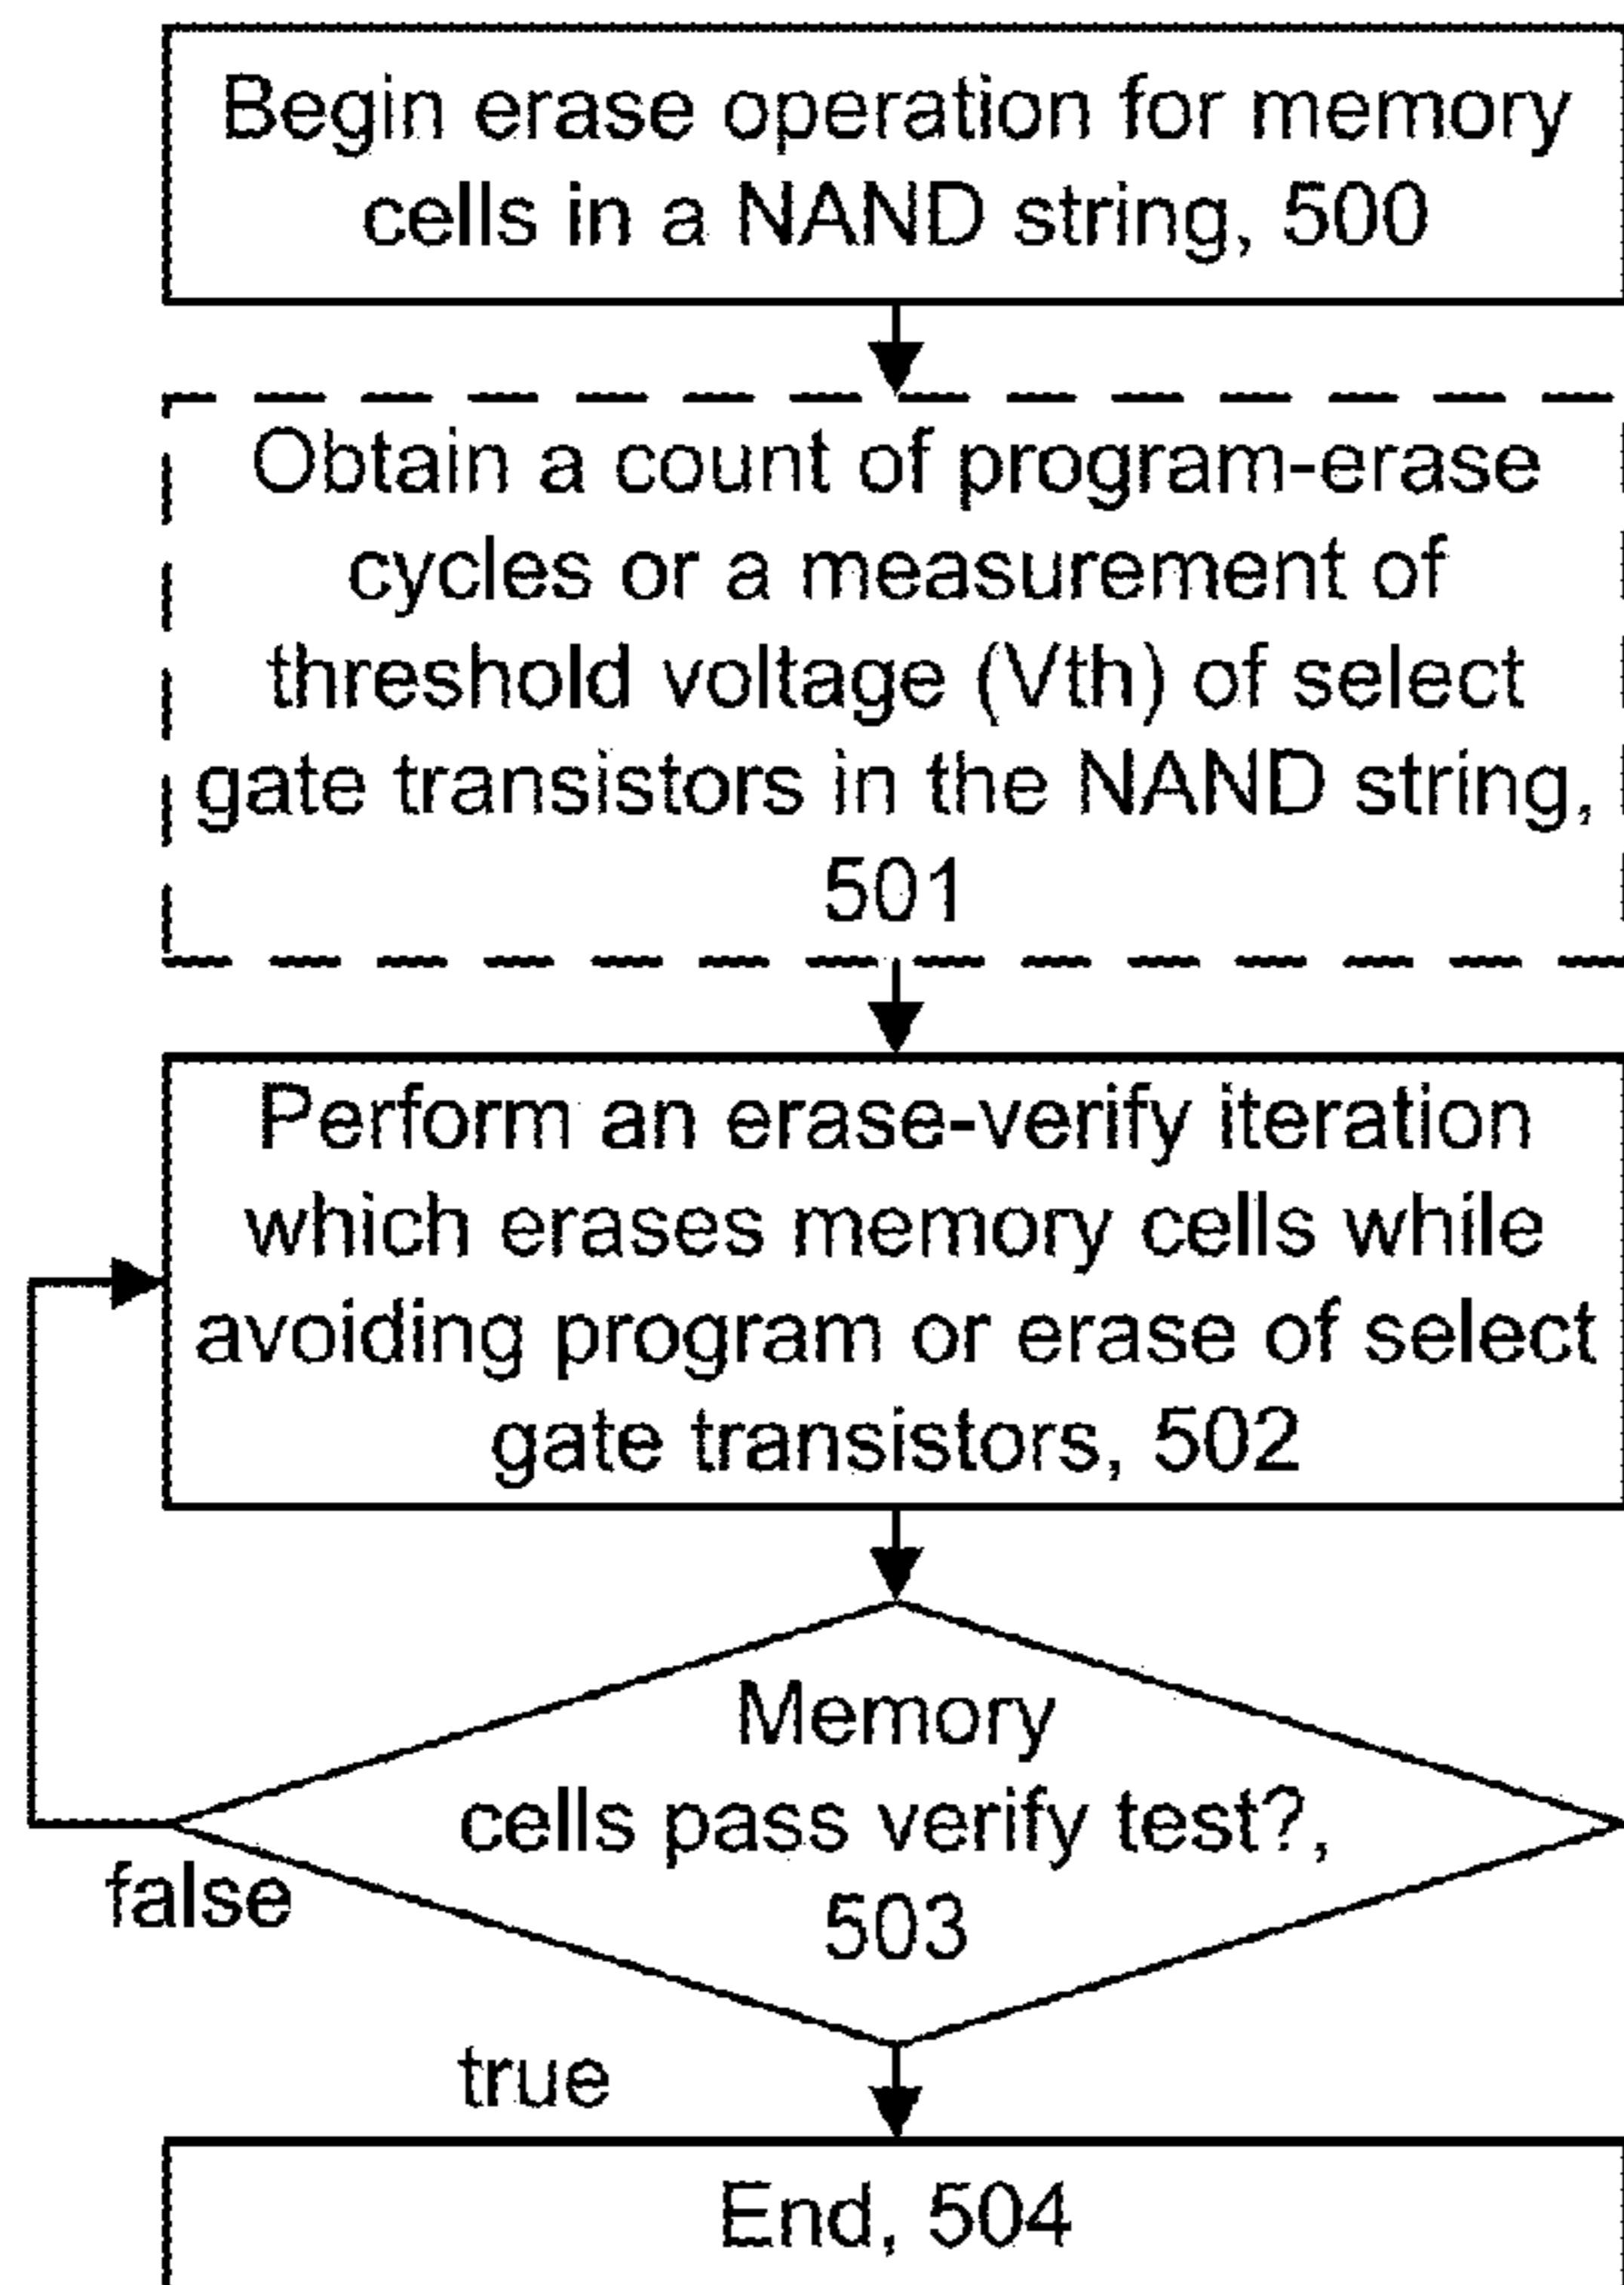 Begin erase operation for memory
cells in a NAND string, 500
Obtain a count of program-erase
cycles or a measurement of
threshold voltage (Vth) of select
gate transistors in the NAND string,
501
Perform an erase-verify iteration
which erases memory cells while
avoiding program or erase of select
gate transistors, 502
Memory
cells pass verify test?,
503
false
true
End, 504